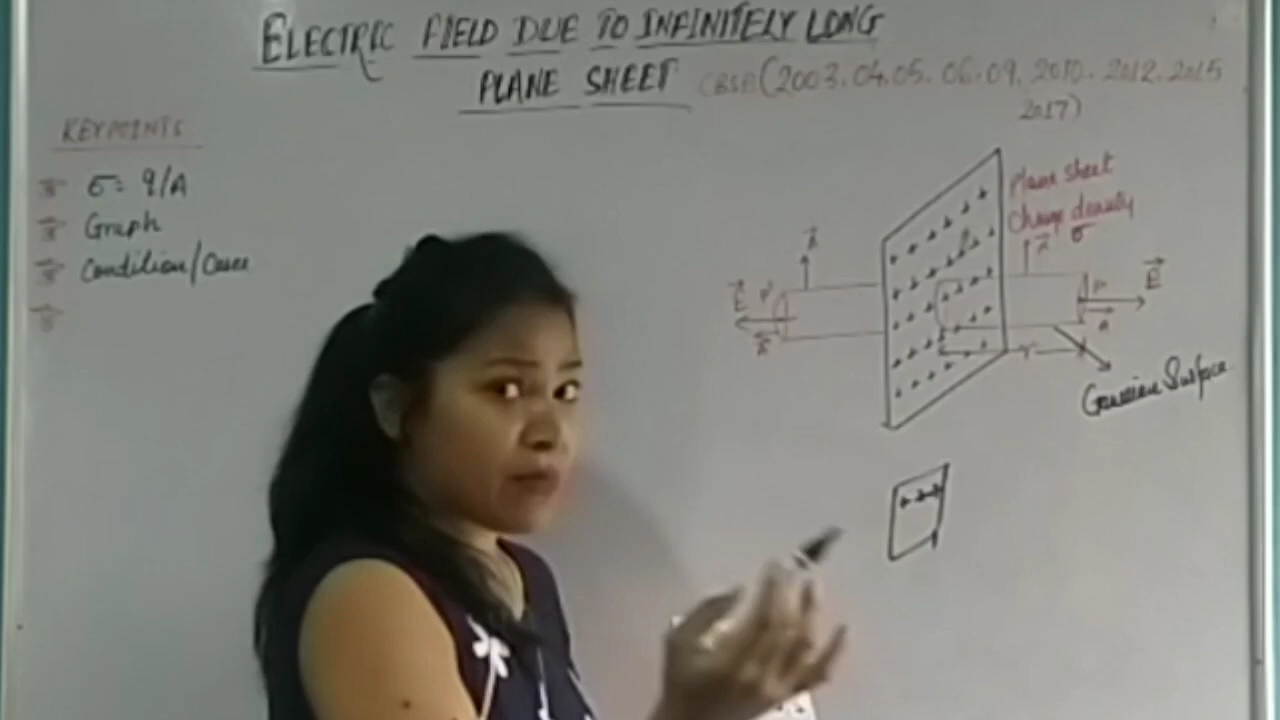 ELECTRIC FIELD DUE TO INFINITELY LONG
PLANE SHEET CBSE (2003, 04, 05, 06, 09, 2010, 2012, 2015
2017)
KEYPOINTS
σ = q/A
Graph
Condition/Cases
Plane sheet
Charge density
σ
E
P
E
P'
r
Gaussian Surface